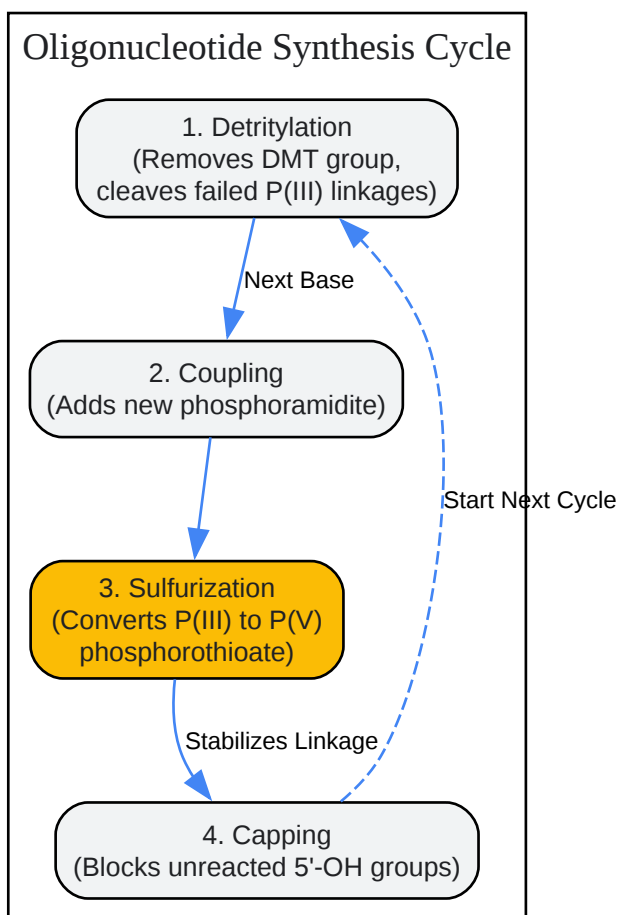 Oligonucleotide Synthesis Cycle
1. Detritylation
(Removes DMT group,
cleaves failed P(III) linkages)
Next Base
2. Coupling
(Adds new phosphoramidite)
Start Next Cycle
3. Sulfurization
(Converts P(III) to P(V)
phosphorothioate)
Stabilizes Linkage
4. Capping
(Blocks unreacted 5'-OH groups)